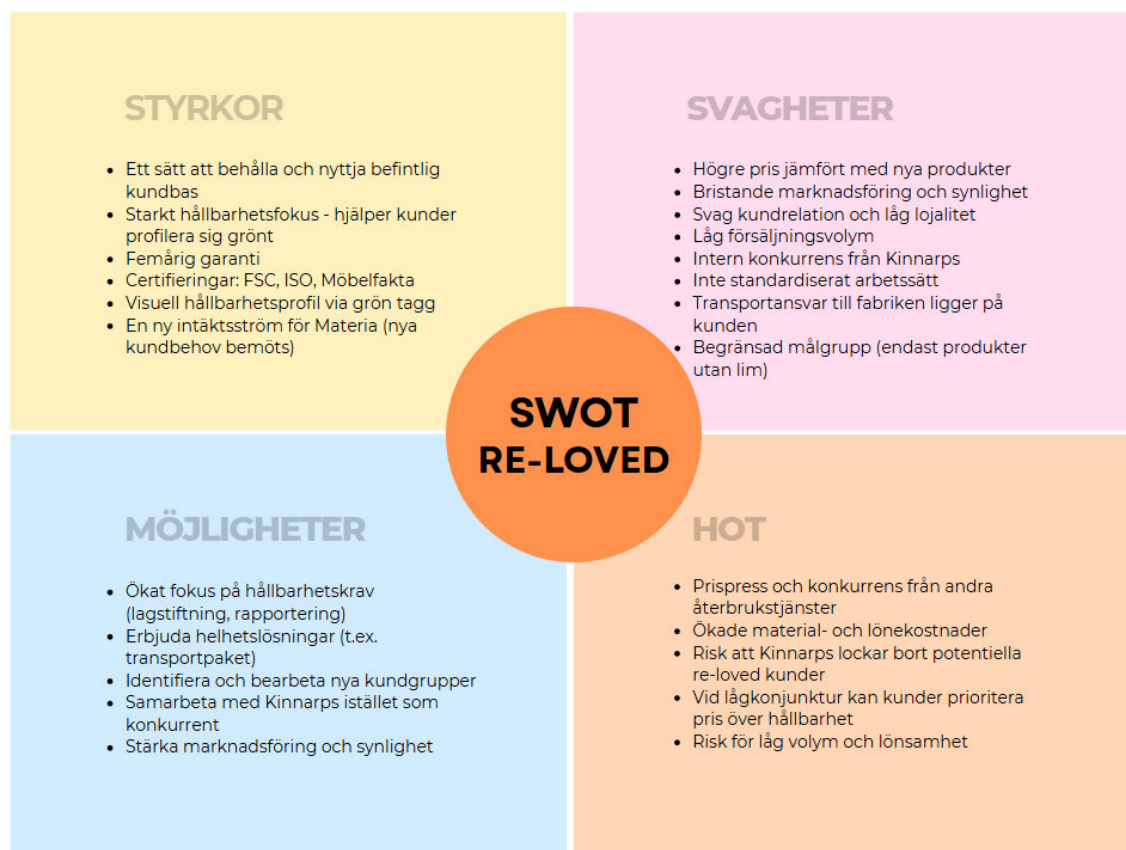 STYRKOR
• Ett sätt att behålla och nyttja befintlig
kundbas
• Starkt hållbarhetsfokus - hjälper kunder
profilera sig grönt
• Femårig garanti
• Certifieringar: FSC, ISO, Möbelfakta
• Visuell hållbarhetsprofil via grön tagg
• En ny intäktsström för Materia (nya
kundbehov bemöts)
SVAGHETER
• Högre pris jämfört med nya produkter
• Bristande marknadsföring och synlighet
• Svag kundrelation och låg lojalitet
• Låg försäljningsvolym
• Intern konkurrens från Kinnarps
• Inte standardiserat arbetssätt
• Transportansvar till fabriken ligger på
kunden
• Begränsad målgrupp (endast produkter
utan lim)
SWOT
RE-LOVED
MÖJLIGHETER
• Ökat fokus på hållbarhetskrav
(lagstiftning, rapportering)
• Erbjuda helhetslösningar (t.ex.
transportpaket)
• Identifiera och bearbeta nya kundgrupper
• Samarbeta med Kinnarps istället som
konkurrent
• Stärka marknadsföring och synlighet
HOT
• Prispress och konkurrens från andra
återbrukstjänster
• Ökade material- och lönekostnader
• Risk att Kinnarps lockar bort potentiella
re-loved kunder
• Vid lågkonjunktur kan kunder prioritera
pris över hållbarhet
• Risk för låg volym och lönsamhet